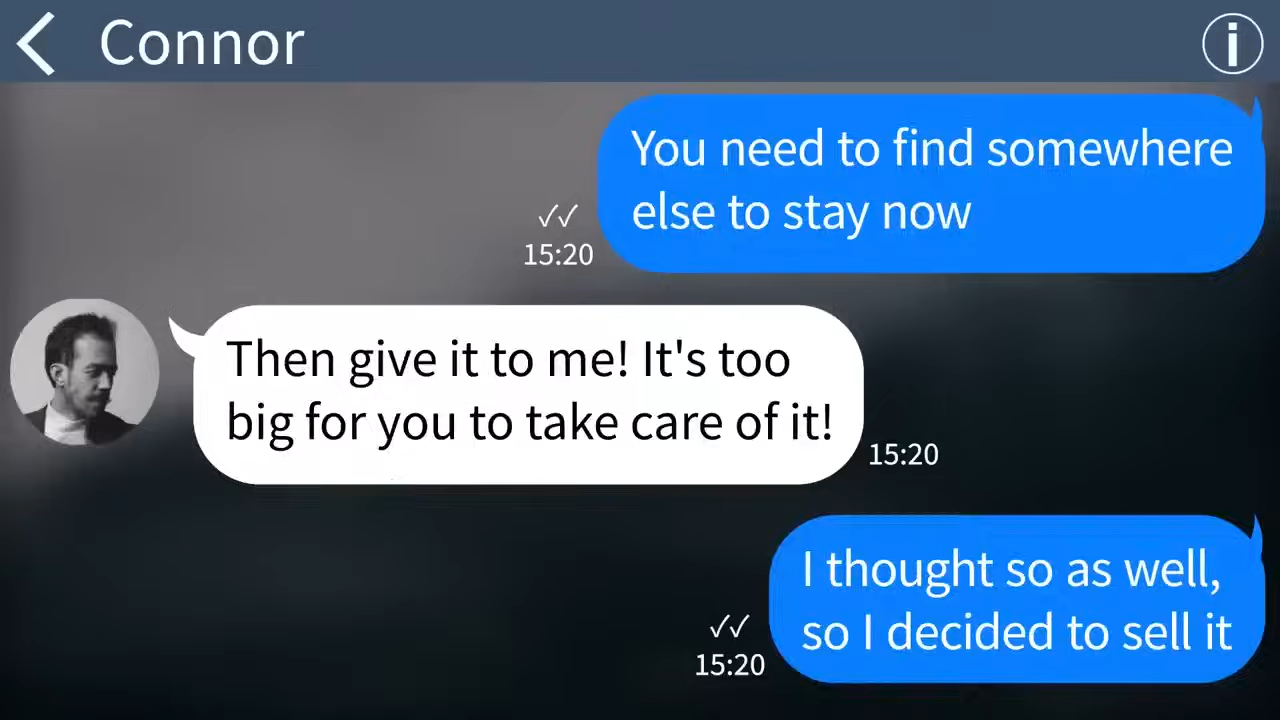 Connor
You need to find somewhere
else to stay now
✓✓
15:20
Then give it to me! It's too
big for you to take care of it!
15:20
I thought so as well,
so I decided to sell it
✓✓
15:20